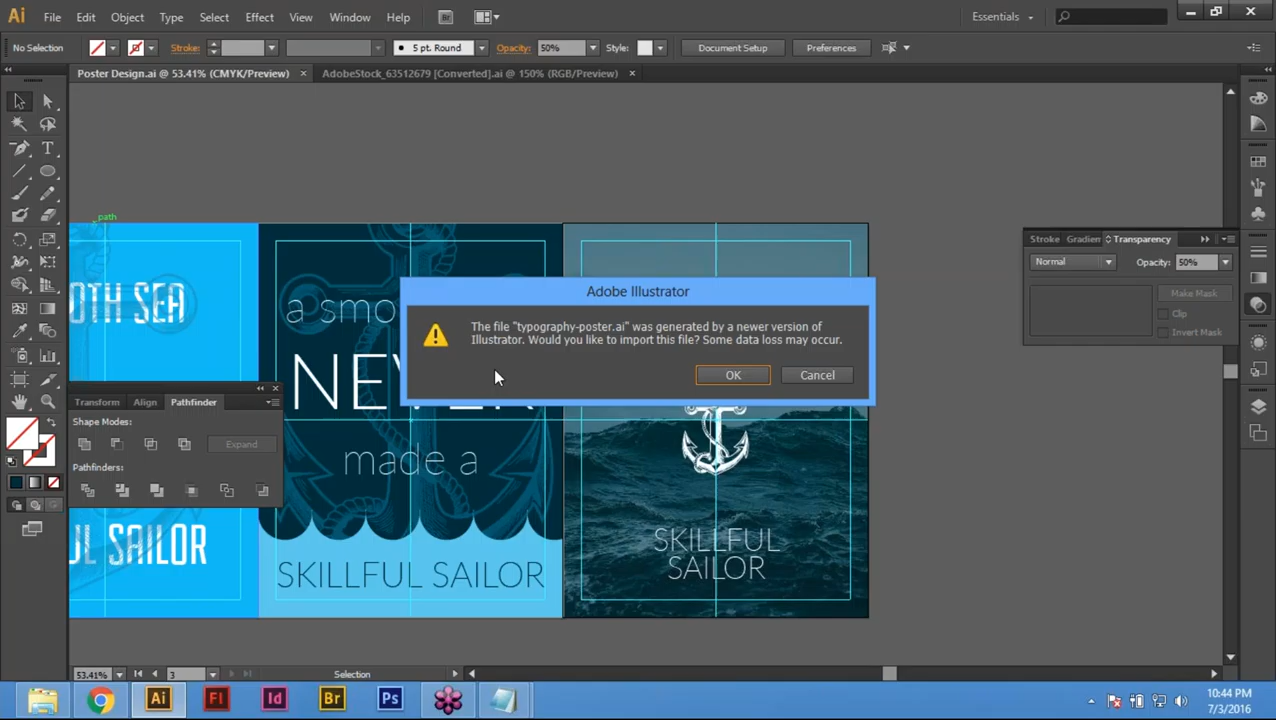 Ai File Edit Object Type Select Effect View Window Help Br Essentials
No Selection Stroke: 5 pt. Round Opacity: 50% Style: Document Setup Preferences
Poster Design.ai @ 53.41% (CMYK/Preview) × AdobeStock_63512679 [Converted].ai @ 150% (RGB/Preview) ×
path
OTH SEA
a smo
NEVER
made a
SKILLFUL SAILOR
UL SAILOR
SKILLFUL
SAILOR
Adobe Illustrator
The file "typography-poster.ai" was generated by a newer version of
Illustrator. Would you like to import this file? Some data loss may occur.
OK Cancel
Stroke Gradien Transparency
Normal Opacity: 50%
Make Mask
Clip
Invert Mask
Transform Align Pathfinder
Shape Modes:
Expand
Pathfinders:
53.41% 3 Selection
Ai Fl Id Br Ps
10:44 PM
7/3/2016